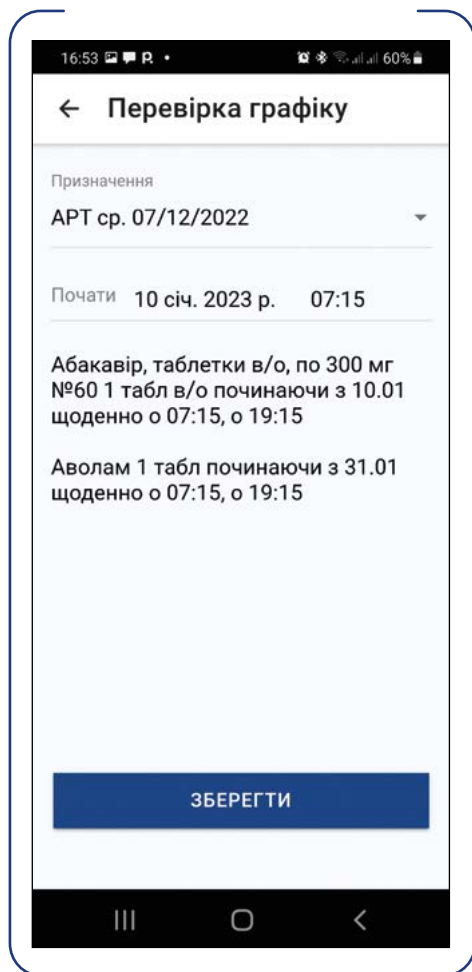 16:53
60%
Перевірка графіку
Призначення
АРТ ср. 07/12/2022
Почати 10 січ. 2023 р. 07:15
Абакавір, таблетки в/о, по 300 мг
№60 1 табл в/о починаючи з 10.01
щоденно о 07:15, о 19:15
Аволам 1 табл починаючи з 31.01
щоденно о 07:15, о 19:15
ЗБЕРЕГТИ